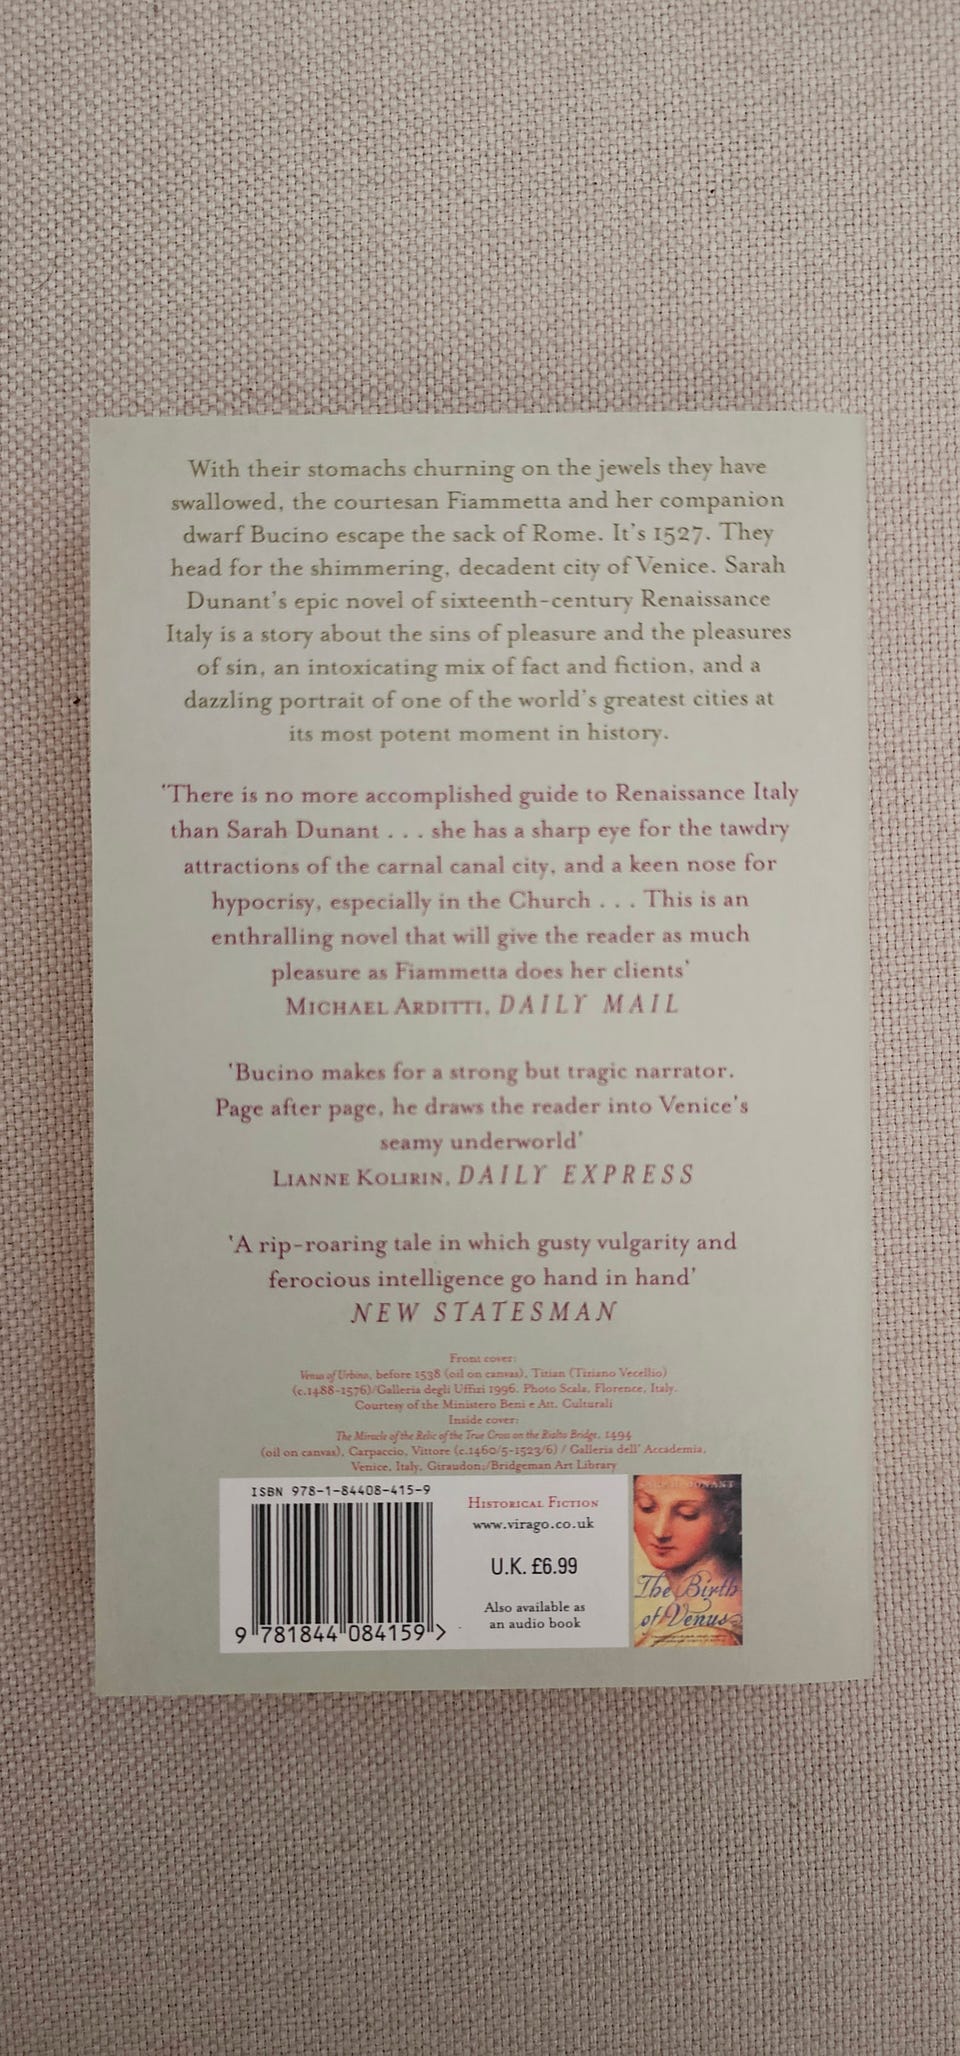 With their stomachs churning on the jewels they have
swallowed, the courtesan Fiammetta and her companion
dwarf Bucino escape the sack of Rome. It's 1527. They
head for the shimmering, decadent city of Venice. Sarah
Dunant's epic novel of sixteenth-century Renaissance
Italy is a story about the sins of pleasure and the pleasures
of sin, an intoxicating mix of fact and fiction, and a
dazzling portrait of one of the world's greatest cities at
its most potent moment in history.
'There is no more accomplished guide to Renaissance Italy
than Sarah Dunant . . . she has a sharp eye for the tawdry
attractions of the carnal canal city, and a keen nose for
hypocrisy, especially in the Church . . . This is an
enthralling novel that will give the reader as much
pleasure as Fiammetta does her clients'
MICHAEL ARDITTI, DAILY MAIL
'Bucino makes for a strong but tragic narrator.
Page after page, he draws the reader into Venice's
seamy underworld'
LIANNE KOLIRIN, DAILY EXPRESS
'A rip-roaring tale in which gusty vulgarity and
ferocious intelligence go hand in hand'
NEW STATESMAN
Front cover:
Venus of Urbino, before 1538 (oil on canvas), Titian (Tiziano Vecellio)
(c.1488-1576)/Galleria degli Uffizi 1996. Photo Scala, Florence, Italy.
Courtesy of the Ministero Beni e Att. Culturali
Inside cover:
The Miracle of the Relic of the True Cross on the Rialto Bridge, 1494
(oil on canvas), Carpaccio, Vittore (c.1460/5-1523/6) / Galleria dell' Accademia,
Venice, Italy, Giraudon;/Bridgeman Art Library
ISBN 978-1-84408-415-9
9 781844 084159 >
HISTORICAL FICTION
www.virago.co.uk
U.K. £6.99
Also available as
an audio book
SARAH DUNANT
The Birth
of Venus